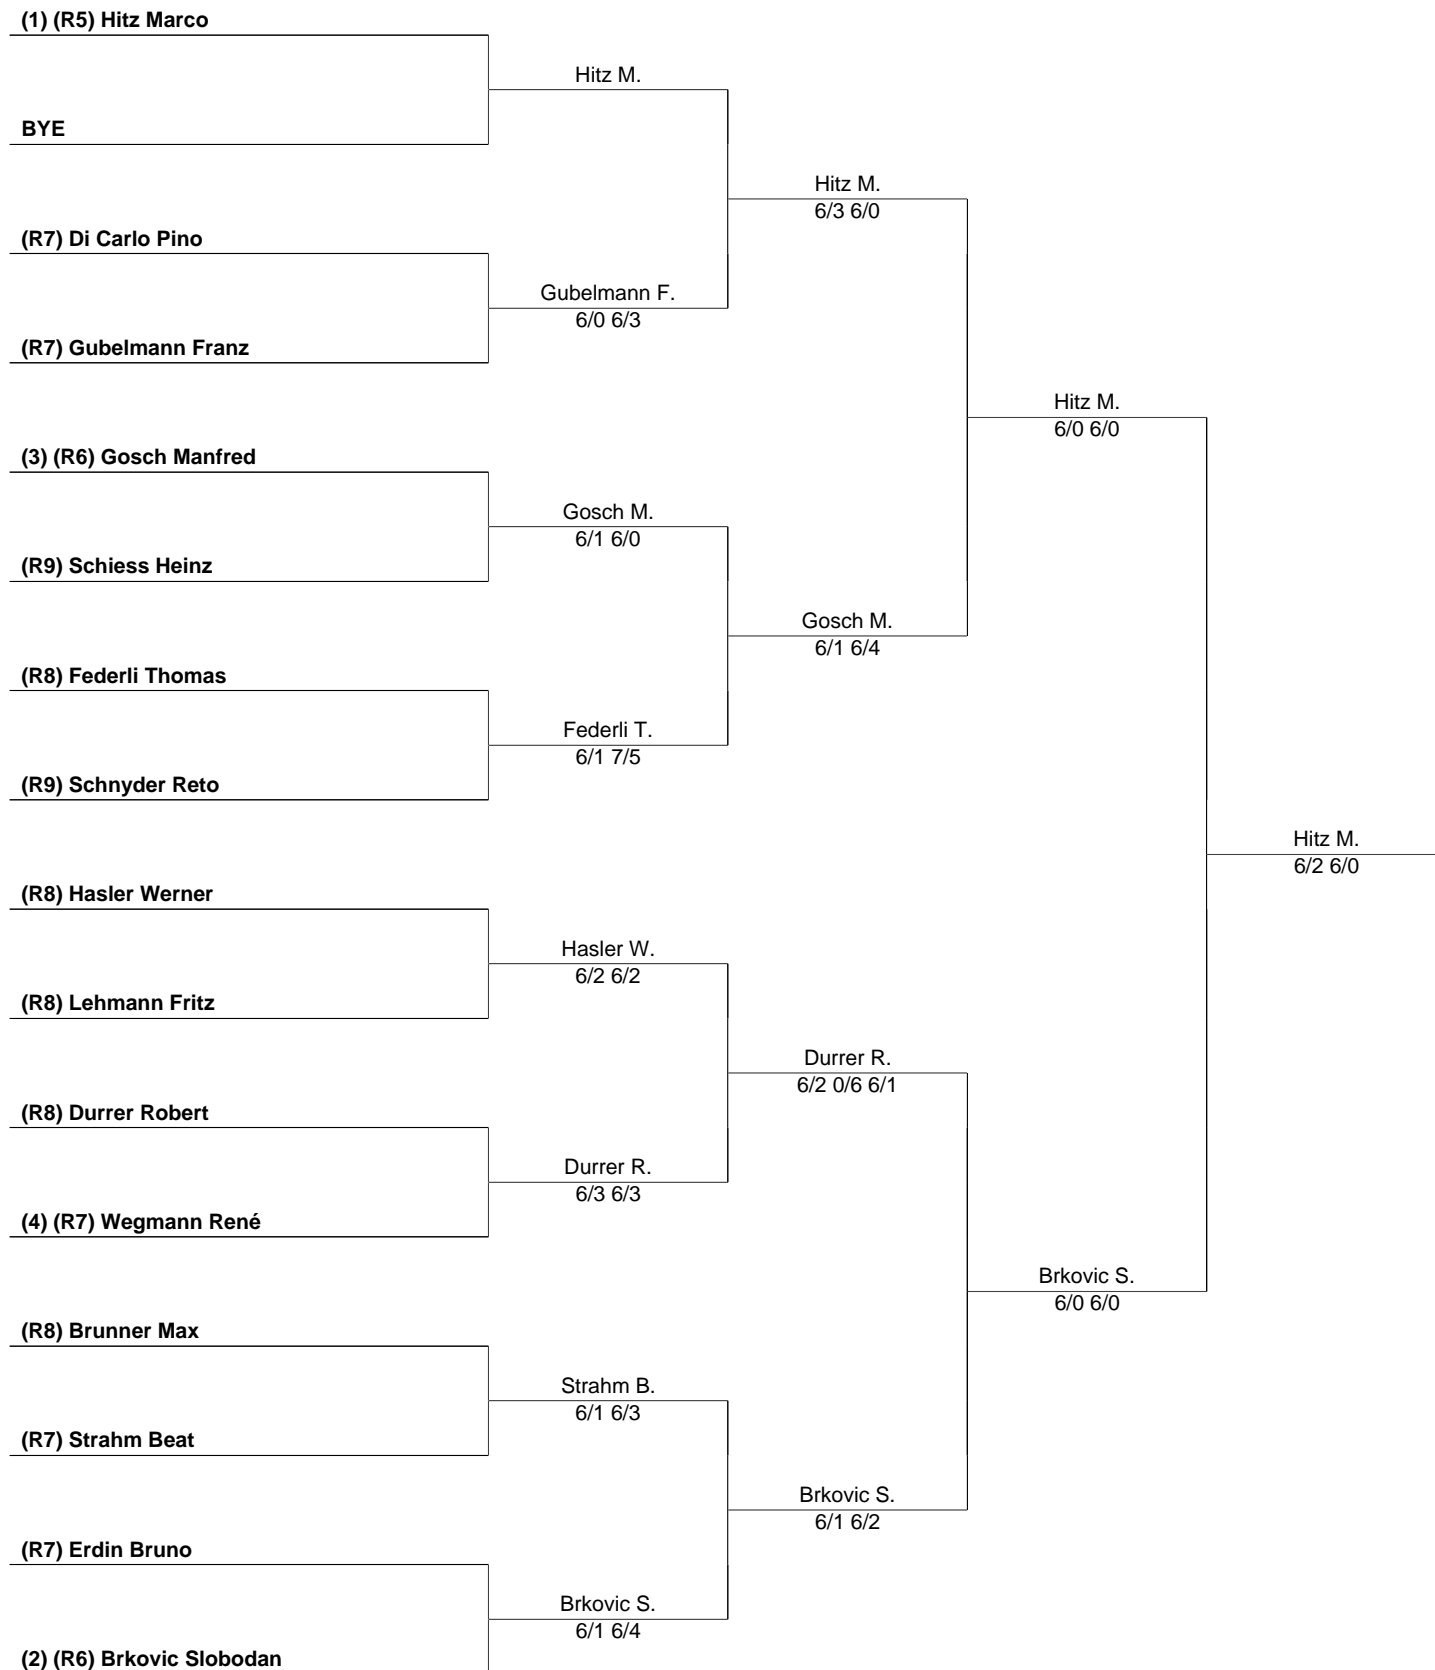 (1) (R5) Hitz Marco
Hitz M.
BYE
Hitz M.
6/3 6/0
(R7) Di Carlo Pino
Gubelmann F.
6/0 6/3
(R7) Gubelmann Franz
Hitz M.
6/0 6/0
(3) (R6) Gosch Manfred
Gosch M.
6/1 6/0
(R9) Schiess Heinz
Gosch M.
6/1 6/4
(R8) Federli Thomas
Federli T.
6/1 7/5
(R9) Schnyder Reto
Hitz M.
6/2 6/0
(R8) Hasler Werner
Hasler W.
6/2 6/2
(R8) Lehmann Fritz
Durrer R.
6/2 0/6 6/1
(R8) Durrer Robert
Durrer R.
6/3 6/3
(4) (R7) Wegmann René
Brkovic S.
6/0 6/0
(R8) Brunner Max
Strahm B.
6/1 6/3
(R7) Strahm Beat
Brkovic S.
6/1 6/2
(R7) Erdin Bruno
Brkovic S.
6/1 6/4
(2) (R6) Brkovic Slobodan